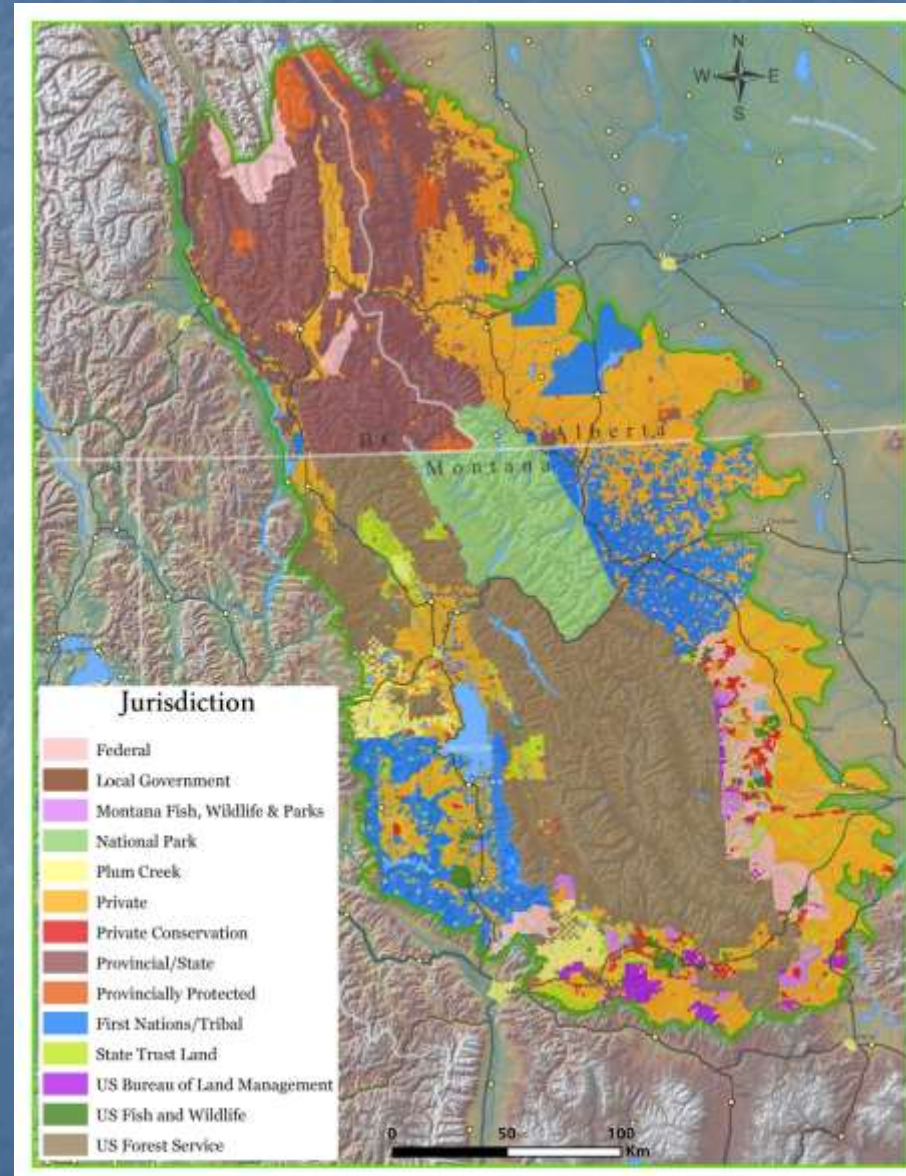 N
W E
S
B.C.
Alberta
Montana
Jurisdiction
Federal
Local Government
Montana Fish, Wildlife & Parks
National Park
Plum Creek
Private
Private Conservation
Provincial/State
Provincially Protected
First Nations/Tribal
State Trust Land
US Bureau of Land Management
US Fish and Wildlife
US Forest Service
0 50 100
Km